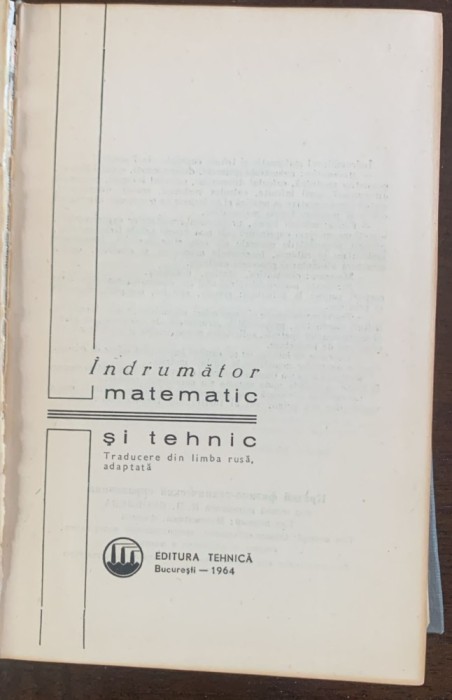 Îndrumător
matematic
și tehnic
Traducere din limba rusă,
adaptată
EDITURA TEHNICĂ
București — 1964